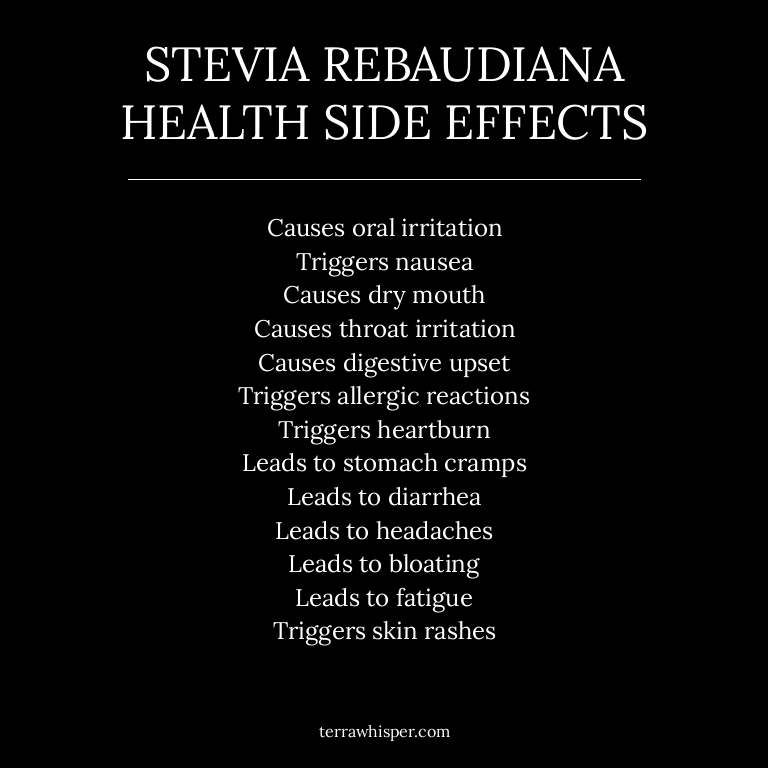 STEVIA REBAUDIANA
HEALTH SIDE EFFECTS
Causes oral irritation
Triggers nausea
Causes dry mouth
Causes throat irritation
Causes digestive upset
Triggers allergic reactions
Triggers heartburn
Leads to stomach cramps
Leads to diarrhea
Leads to headaches
Leads to bloating
Leads to fatigue
Triggers skin rashes
terrawhisper.com